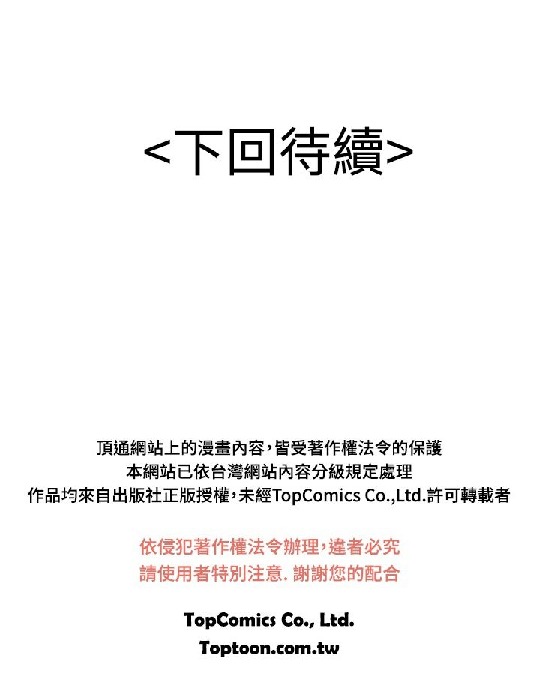 <下回待續>
頂通網站上的漫畫內容，皆受著作權法令的保護
本網站已依台灣網站內容分級規定處理
作品均來自出版社正版授權，未經TopComics Co.,Ltd.許可轉載者
依侵犯著作權法令辦理，違者必究
請使用者特別注意. 謝謝您的配合
TopComics Co., Ltd.
Toptoon.com.tw